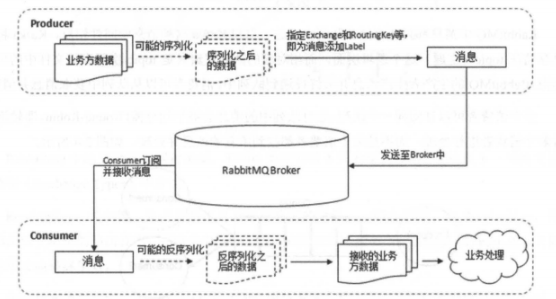 Producer
业务方数据
可能的序列化
序列化之后
的数据
指定Exchange和RoutingKey等，
即为消息添加Label
消息
发送至Broker中
RabbitMQ Broker
Consumer订阅
并接收消息
Consumer
消息
可能的反序列化
反序列化之
后的数据
接收的业务
方数据
业务处理